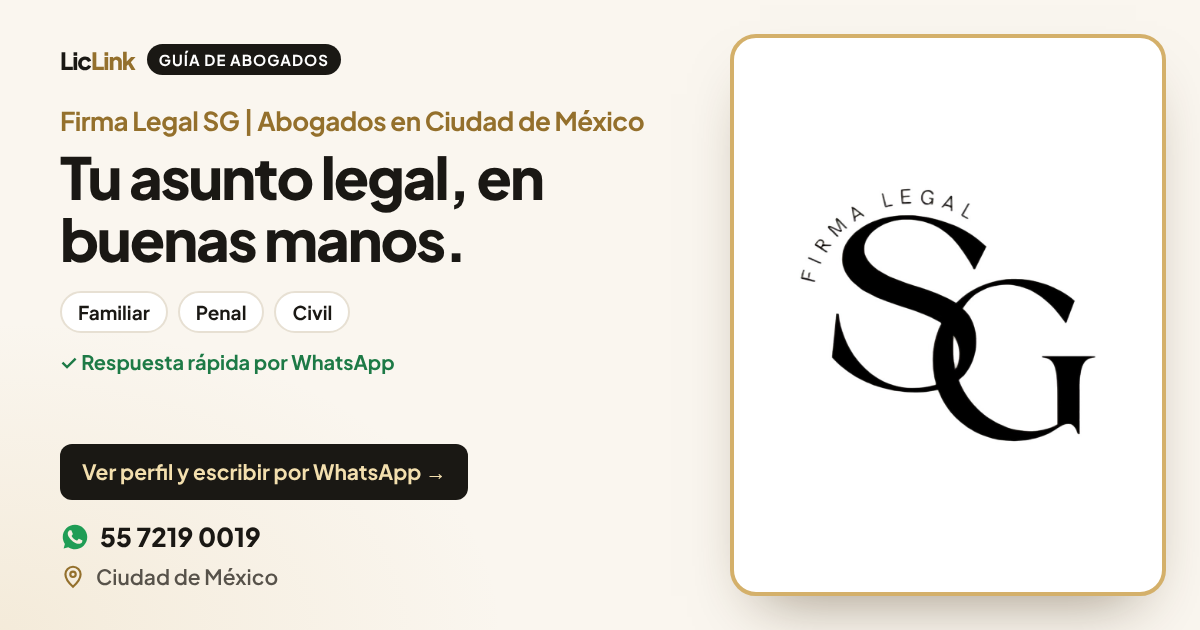 LicLink GUÍA DE ABOGADOS
Firma Legal SG | Abogados en Ciudad de México
Tu asunto legal, en
buenas manos.
Familiar Penal Civil
✓ Respuesta rápida por WhatsApp
Ver perfil y escribir por WhatsApp →
55 7219 0019
Ciudad de México
FIRMA LEGAL
SG